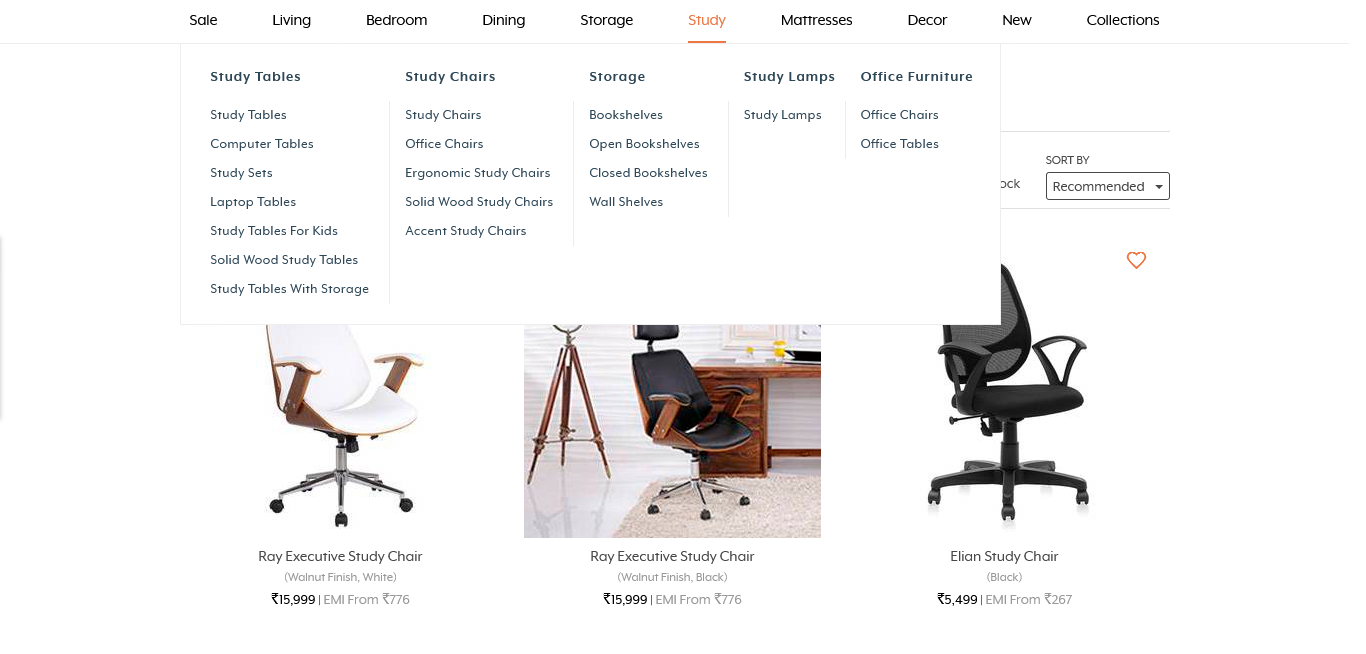 Sale Living Bedroom Dining Storage Study Mattresses Decor New Collections
Study Tables
Study Tables
Computer Tables
Study Sets
Laptop Tables
Study Tables For Kids
Solid Wood Study Tables
Study Tables With Storage
Study Chairs
Study Chairs
Office Chairs
Ergonomic Study Chairs
Solid Wood Study Chairs
Accent Study Chairs
Storage
Bookshelves
Open Bookshelves
Closed Bookshelves
Wall Shelves
Study Lamps
Study Lamps
Office Furniture
Office Chairs
Office Tables
SORT BY
Recommended
Ray Executive Study Chair
(Walnut Finish, White)
₹15,999 | EMI From ₹776
Ray Executive Study Chair
(Walnut Finish, Black)
₹15,999 | EMI From ₹776
Elian Study Chair
(Black)
₹5,499 | EMI From ₹267